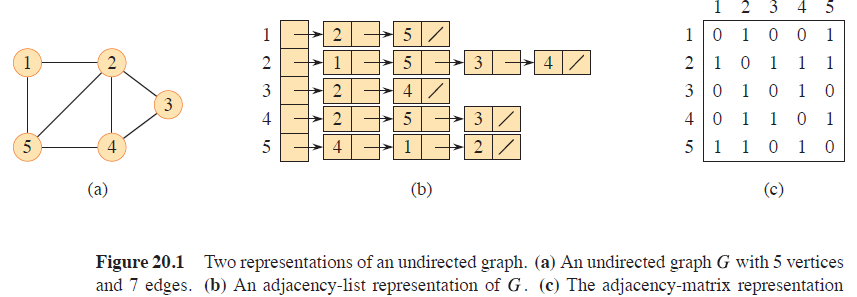 1 2 3 4 5
1 2 5 1 0 1 0 0 1
1 2 2 1 5 3 4 2 1 0 1 1 1
3 3 2 4 3 0 1 0 1 0
4 2 5 3 4 0 1 1 0 1
5 4 5 4 1 2 5 1 1 0 1 0
(a) (b) (c)
Figure 20.1 Two representations of an undirected graph. (a) An undirected graph G with 5 vertices
and 7 edges. (b) An adjacency-list representation of G. (c) The adjacency-matrix representation